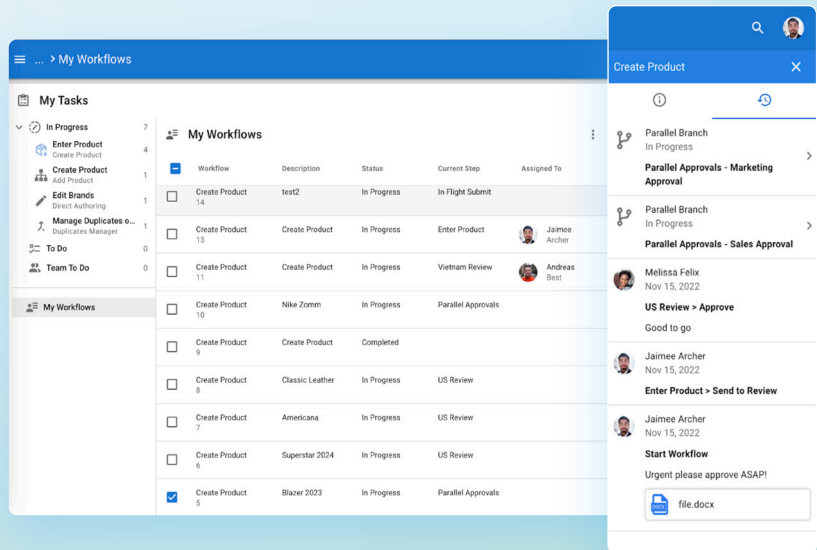 ... > My Workflows
My Tasks
In Progress 7
Enter Product
Create Product 4
Create Product
Add Product 1
Edit Brands
Direct Authoring 1
Manage Duplicates o...
Duplicates Manager 1
To Do 0
Team To Do 0
My Workflows
My Workflows
Workflow Description Status Current Step Assigned To
Create Product test2 In Progress In Flight Submit
14
Create Product Create Product In Progress Enter Product Jaimee
13 Archer
Create Product Create Product In Progress Vietnam Review Andreas
11 Best
Create Product Nike Zomm In Progress Parallel Approvals
10
Create Product Create Product Completed
9
Create Product Classic Leather In Progress US Review
8
Create Product Americana In Progress US Review
7
Create Product Superstar 2024 In Progress US Review
6
Create Product Blazer 2023 In Progress Parallel Approvals
5
Create Product
Parallel Branch
In Progress
Parallel Approvals - Marketing
Approval
Parallel Branch
In Progress
Parallel Approvals - Sales Approval
Melissa Felix
Nov 15, 2022
US Review > Approve
Good to go
Jaimee Archer
Nov 15, 2022
Enter Product > Send to Review
Jaimee Archer
Nov 15, 2022
Start Workflow
Urgent please approve ASAP!
DOCX file.docx